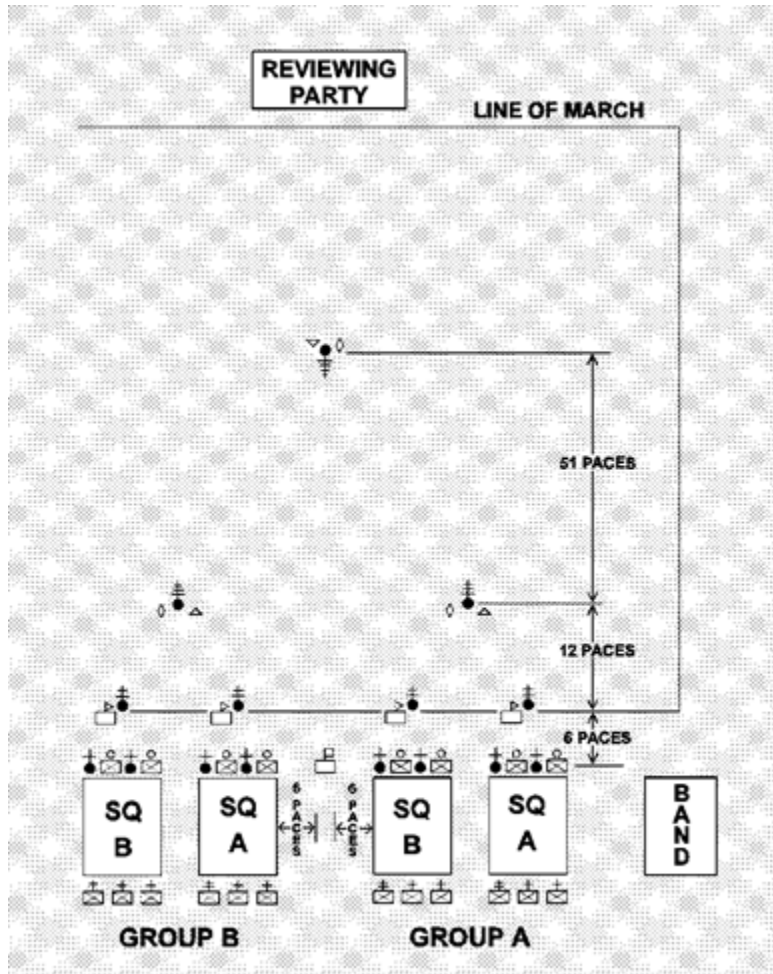 REVIEWING
PARTY
LINE OF MARCH
51 PACES
12 PACES
6 PACES
SQ
B
SQ
A
6
PACES
6
PACES
SQ
B
SQ
A
BAND
GROUP B
GROUP A